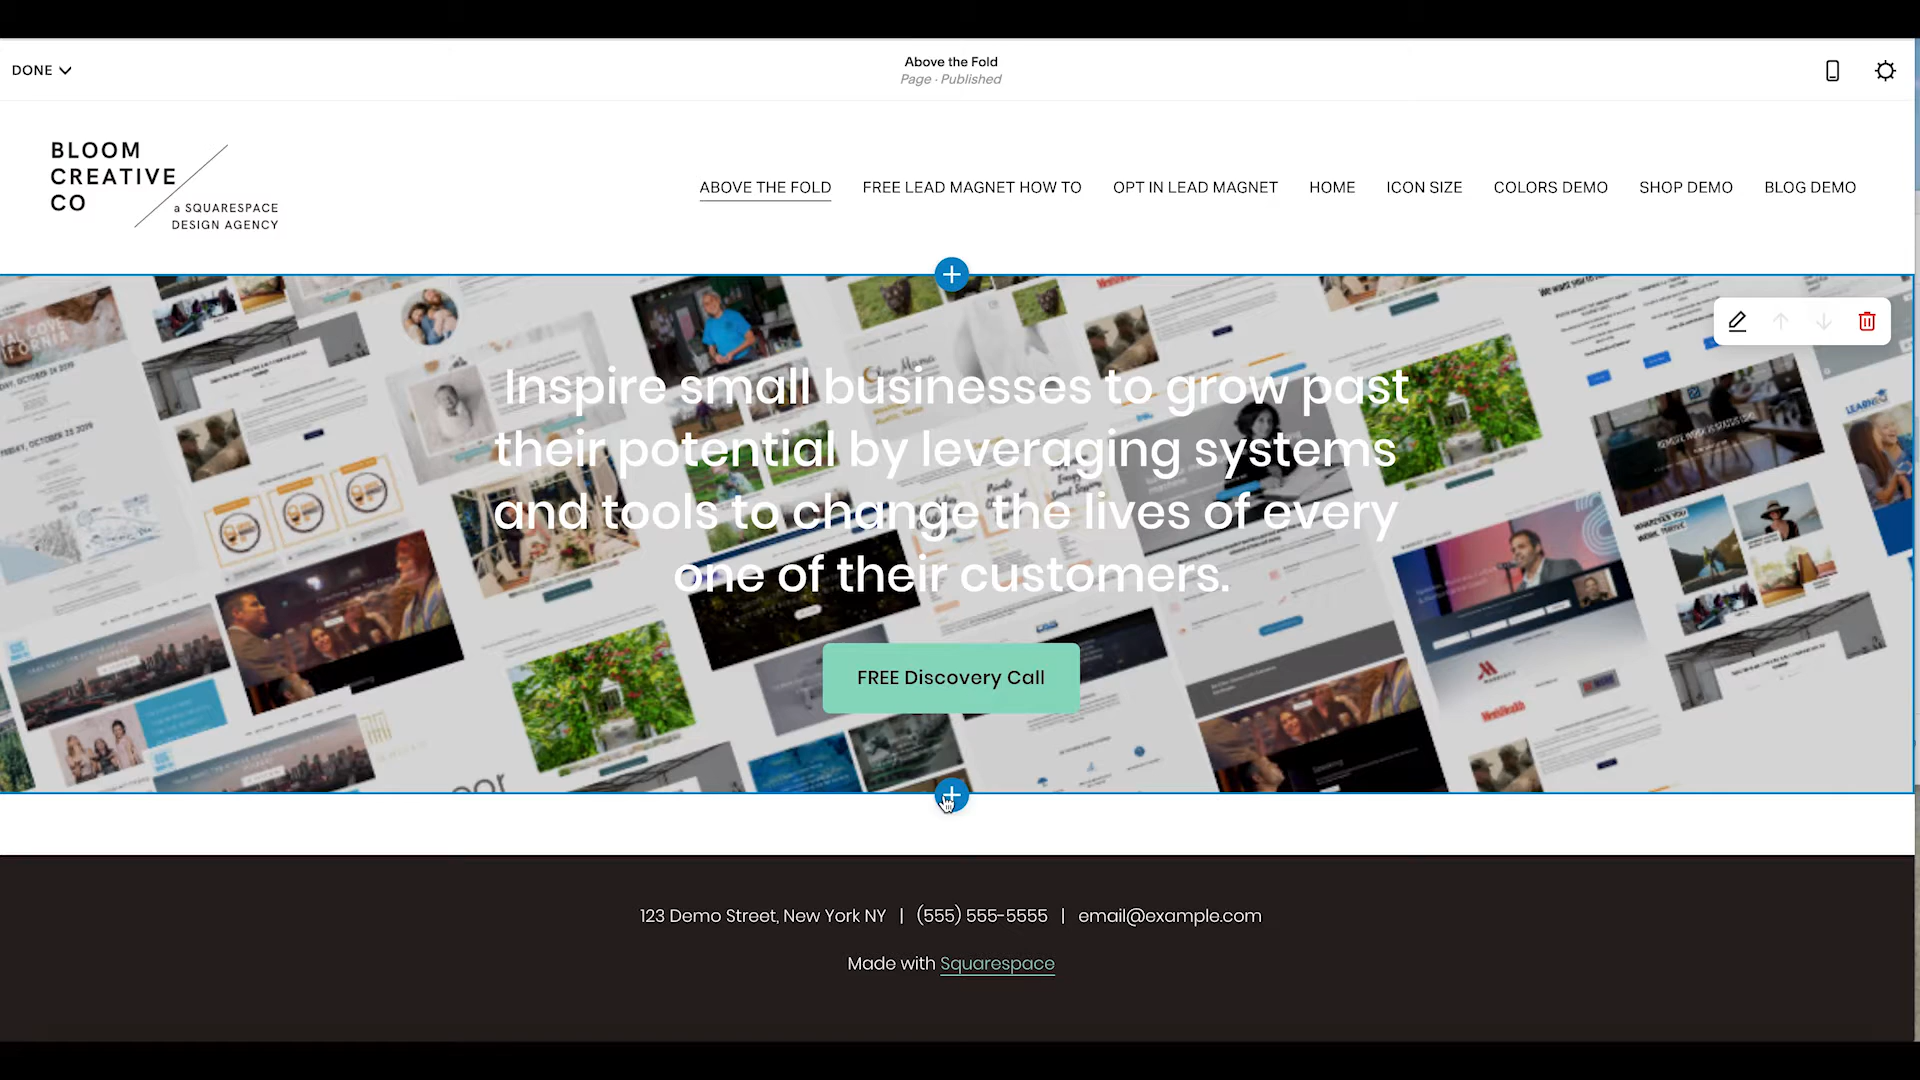 DONE
Above the Fold
Page · Published
BLOOM
CREATIVE
CO
a SQUARESPACE
DESIGN AGENCY
ABOVE THE FOLD
FREE LEAD MAGNET HOW TO
OPT IN LEAD MAGNET
HOME
ICON SIZE
COLORS DEMO
SHOP DEMO
BLOG DEMO
Inspire small businesses to grow past
their potential by leveraging systems
and tools to change the lives of every
one of their customers.
FREE Discovery Call
123 Demo Street, New York NY | (555) 555-5555 | email@example.com
Made with Squarespace